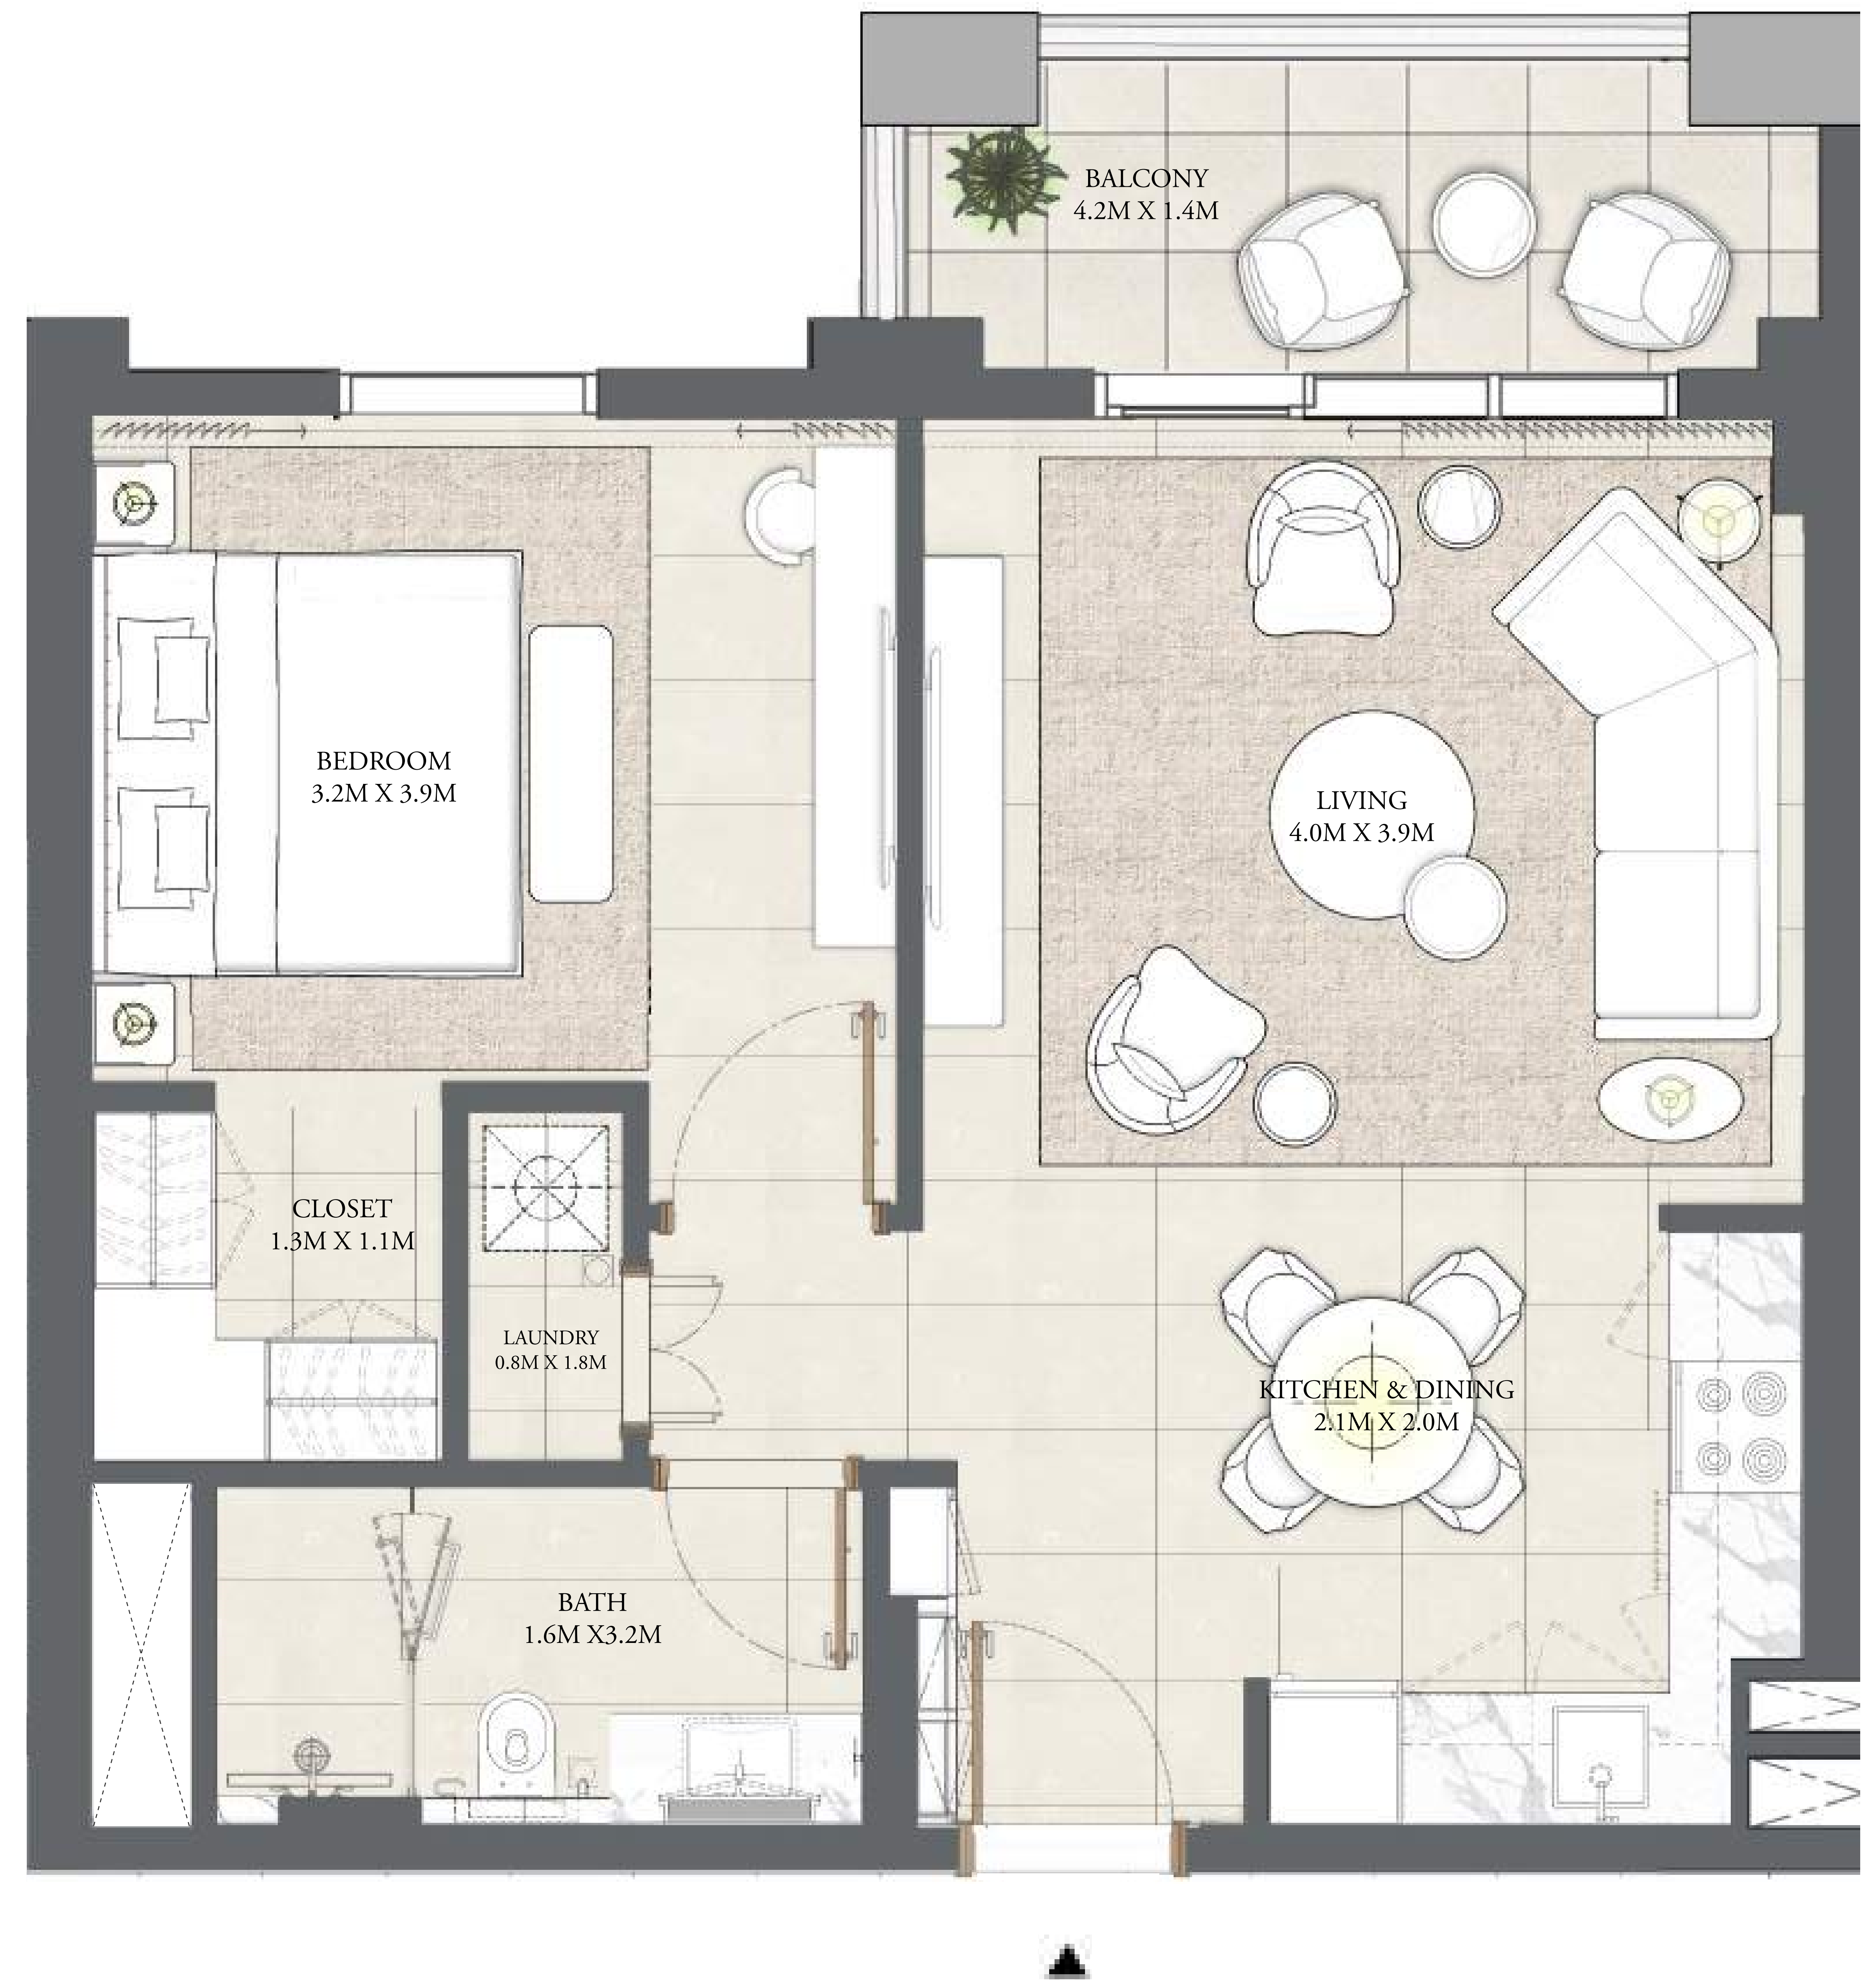 BALCONY
4.2M X 1.4M
BEDROOM
3.2M X 3.9M
LIVING
4.0M X 3.9M
CLOSET
1.3M X 1.1M
LAUNDRY
0.8M X 1.8M
KITCHEN & DINING
2.1M X 2.0M
BATH
1.6M X3.2M